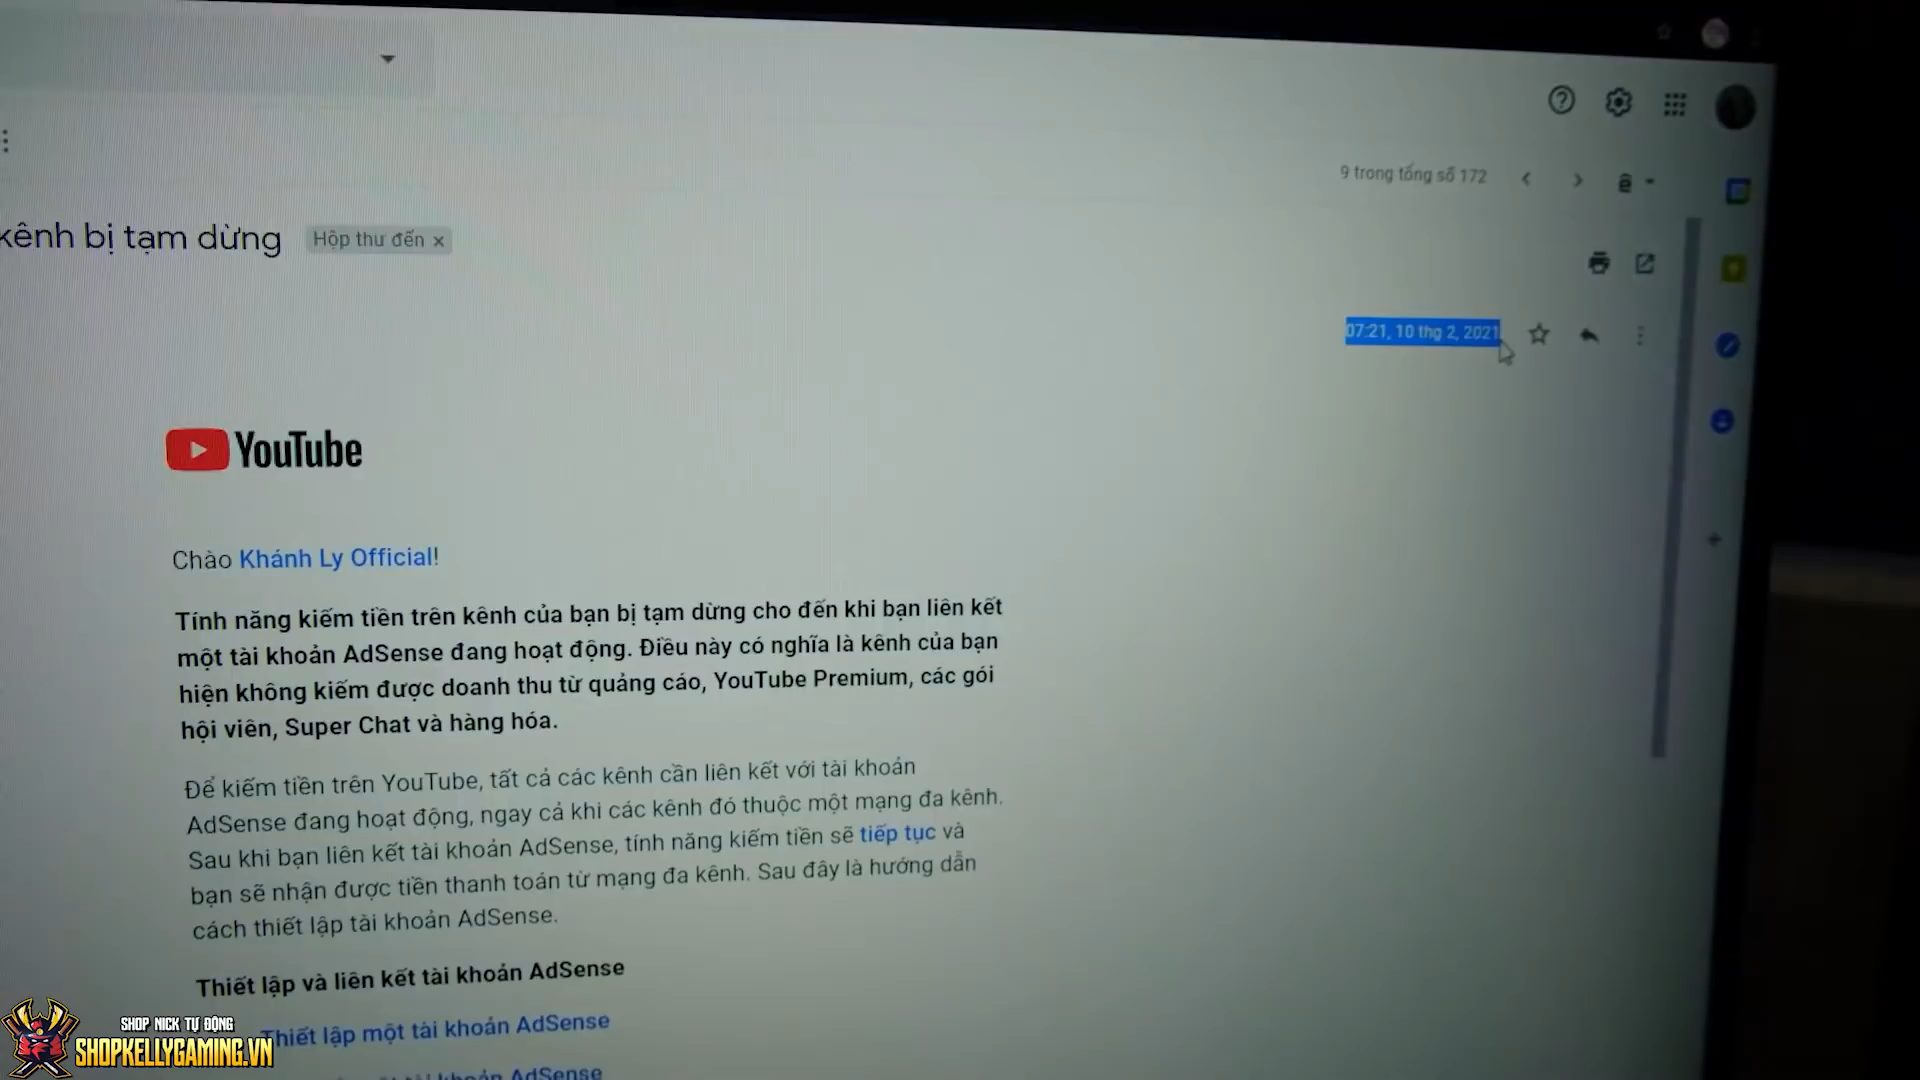 9 trong tổng số 172
kênh bị tạm dừng
Hộp thư đến ×
07:21, 10 thg 2, 2021
YouTube
Chào Khánh Ly Official!
Tính năng kiếm tiền trên kênh của bạn bị tạm dừng cho đến khi bạn liên kết
một tài khoản AdSense đang hoạt động. Điều này có nghĩa là kênh của bạn
hiện không kiếm được doanh thu từ quảng cáo, YouTube Premium, các gói
hội viên, Super Chat và hàng hóa.
Để kiếm tiền trên YouTube, tất cả các kênh cần liên kết với tài khoản
AdSense đang hoạt động, ngay cả khi các kênh đó thuộc một mạng đa kênh.
Sau khi bạn liên kết tài khoản AdSense, tính năng kiếm tiền sẽ tiếp tục và
bạn sẽ nhận được tiền thanh toán từ mạng đa kênh. Sau đây là hướng dẫn
cách thiết lập tài khoản AdSense.
Thiết lập và liên kết tài khoản AdSense
Thiết lập một tài khoản AdSense
khoản AdSense
SHOP NICK TỰ ĐỘNG
SHOPKELLYGAMING.VN